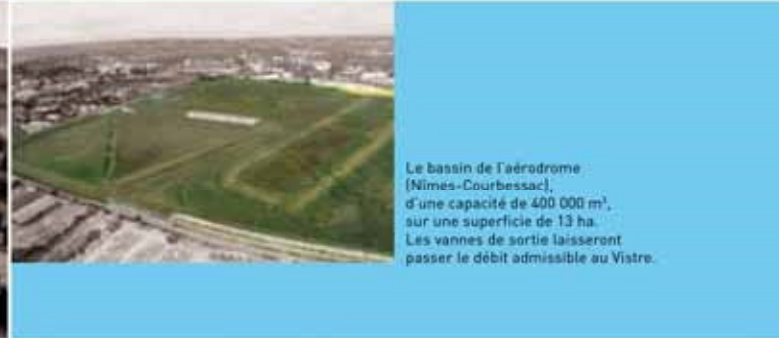 Le bassin de l'aérodrome
(Nîmes-Courbessac),
d'une capacité de 400 000 m³,
sur une superficie de 13 ha.
Les vannes de sortie laisseront
passer le débit admissible au Vistre.